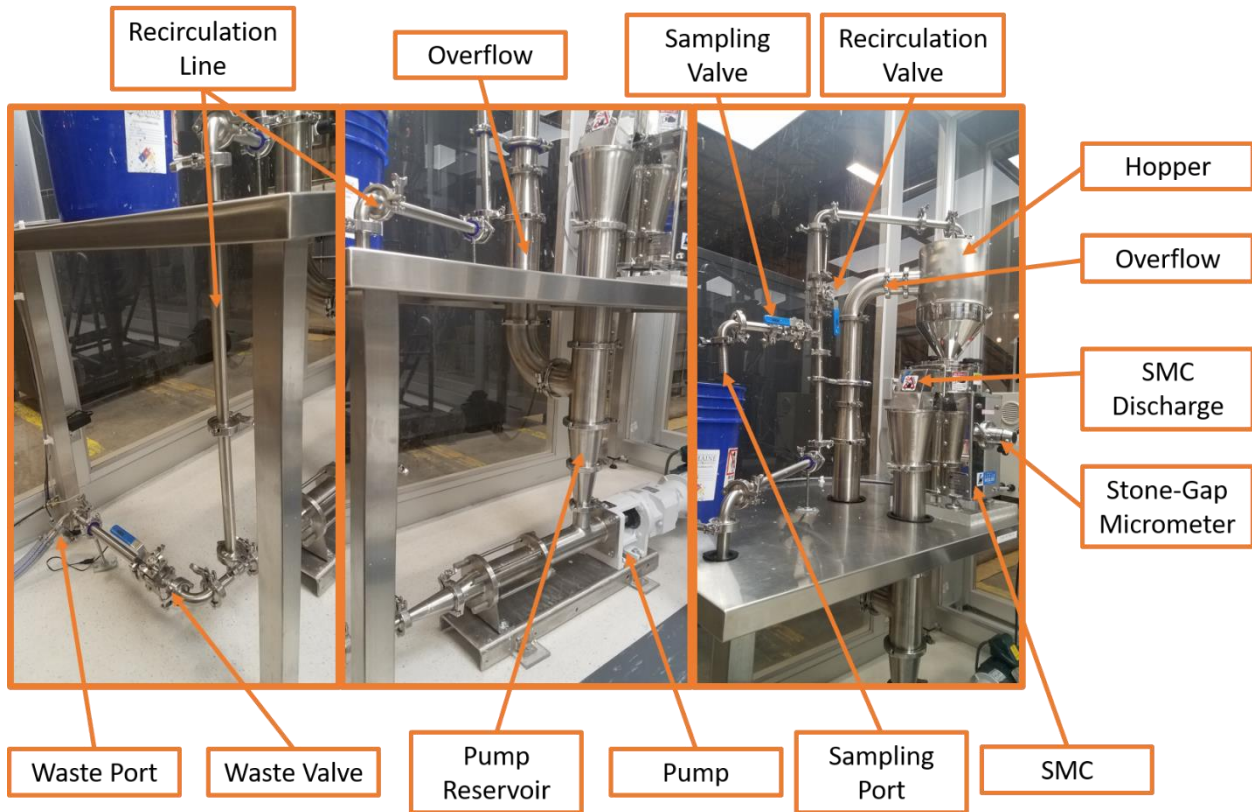 Recirculation
Line
Overflow
Sampling
Valve
Recirculation
Valve
Hopper
Overflow
SMC
Discharge
Stone-Gap
Micrometer
Waste Port
Waste Valve
Pump
Reservoir
Pump
Sampling
Port
SMC